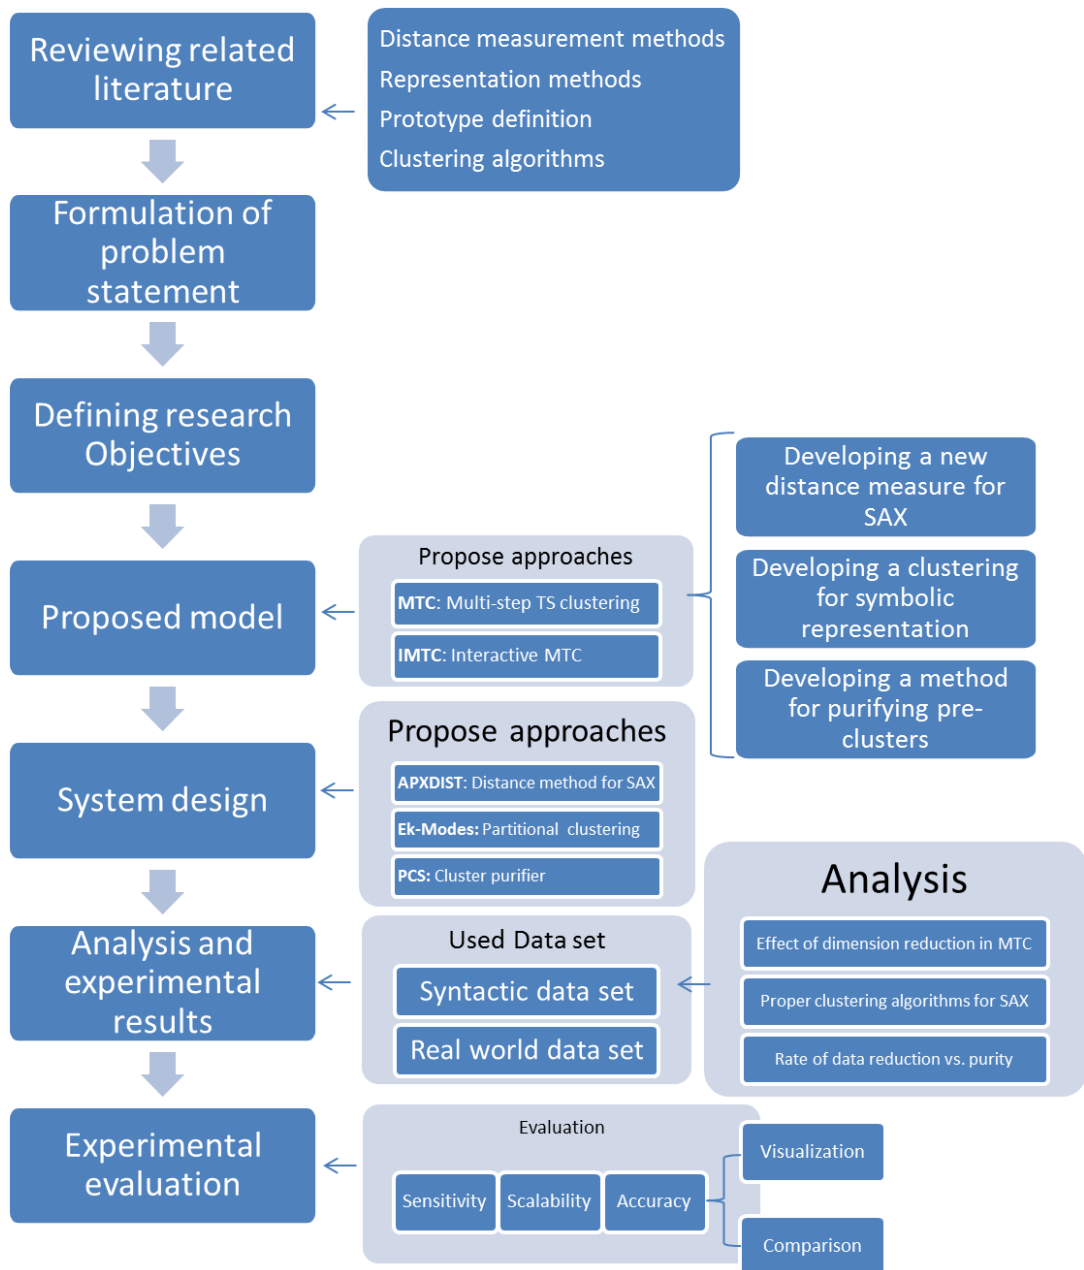 Reviewing related
literature
Distance measurement methods
Representation methods
Prototype definition
Clustering algorithms
Formulation of
problem
statement
Defining research
Objectives
Proposed model
Propose approaches
MTC: Multi-step TS clustering
IMTC: Interactive MTC
Developing a new
distance measure for
SAX
Developing a clustering
for symbolic
representation
Developing a method
for purifying pre-
clusters
System design
Propose approaches
APXDIST: Distance method for SAX
Ek-Modes: Partitional clustering
PCS: Cluster purifier
Analysis and
experimental
results
Used Data set
Syntactic data set
Real world data set
Analysis
Effect of dimension reduction in MTC
Proper clustering algorithms for SAX
Rate of data reduction vs. purity
Experimental
evaluation
Evaluation
Sensitivity
Scalability
Accuracy
Visualization
Comparison